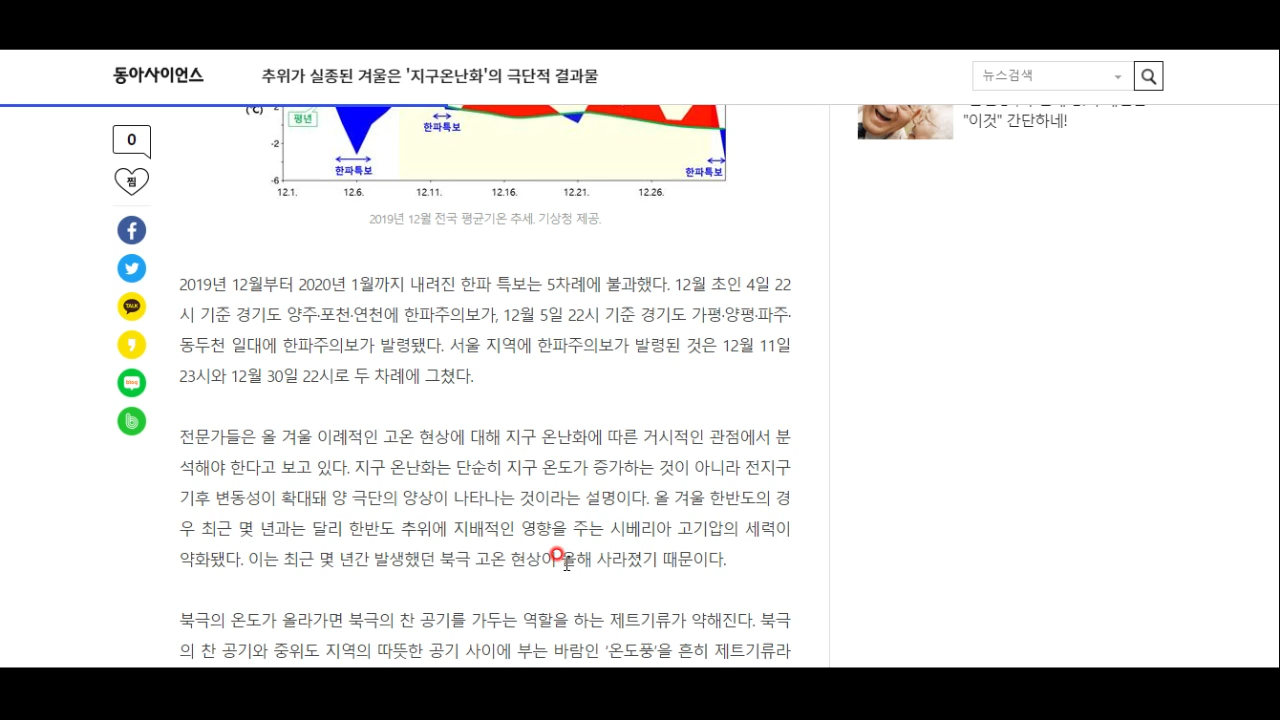 동아사이언스
추위가 실종된 겨울은 '지구온난화'의 극단적 결과물
뉴스검색
"이것" 간단하네!
0
찜
(℃)
평년
-2
-6
한파특보
한파특보
한파특보
12.1. 12.6. 12.11. 12.16. 12.21. 12.26.
2019년 12월 전국 평균기온 추세. 기상청 제공.
TALK
blog
2019년 12월부터 2020년 1월까지 내려진 한파 특보는 5차례에 불과했다. 12월 초인 4일 22
시 기준 경기도 양주·포천·연천에 한파주의보가, 12월 5일 22시 기준 경기도 가평·양평·파주·
동두천 일대에 한파주의보가 발령됐다. 서울 지역에 한파주의보가 발령된 것은 12월 11일
23시와 12월 30일 22시로 두 차례에 그쳤다.
전문가들은 올 겨울 이례적인 고온 현상에 대해 지구 온난화에 따른 거시적인 관점에서 분
석해야 한다고 보고 있다. 지구 온난화는 단순히 지구 온도가 증가하는 것이 아니라 전지구
기후 변동성이 확대돼 양 극단의 양상이 나타나는 것이라는 설명이다. 올 겨울 한반도의 경
우 최근 몇 년과는 달리 한반도 추위에 지배적인 영향을 주는 시베리아 고기압의 세력이
약화됐다. 이는 최근 몇 년간 발생했던 북극 고온 현상이 올해 사라졌기 때문이다.
북극의 온도가 올라가면 북극의 찬 공기를 가두는 역할을 하는 제트기류가 약해진다. 북극
의 찬 공기와 중위도 지역의 따뜻한 공기 사이에 부는 바람인 ‘온도풍’을 흔히 제트기류라